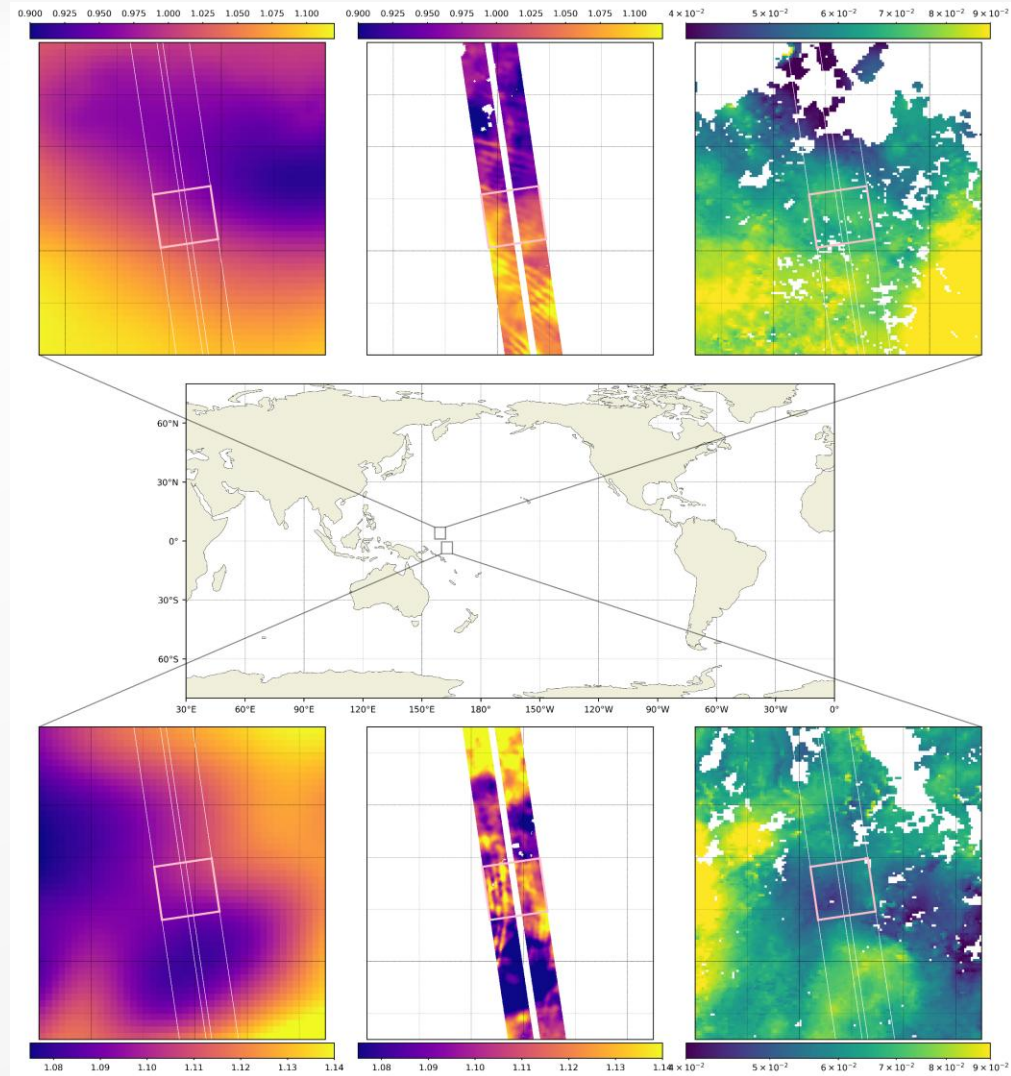 0.900 0.925 0.950 0.975 1.000 1.025 1.050 1.075 1.100
0.900 0.925 0.950 0.975 1.000 1.025 1.050 1.075 1.100
4 × 10⁻² 5 × 10⁻² 6 × 10⁻² 7 × 10⁻² 8 × 10⁻² 9 × 10⁻²
60°N
30°N
0°
30°S
60°S
30°E 60°E 90°E 120°E 150°E 180° 150°W 120°W 90°W 60°W 30°W 0°
1.08 1.09 1.10 1.11 1.12 1.13 1.14
1.08 1.09 1.10 1.11 1.12 1.13 1.14
4 × 10⁻² 5 × 10⁻² 6 × 10⁻² 7 × 10⁻² 8 × 10⁻² 9 × 10⁻²